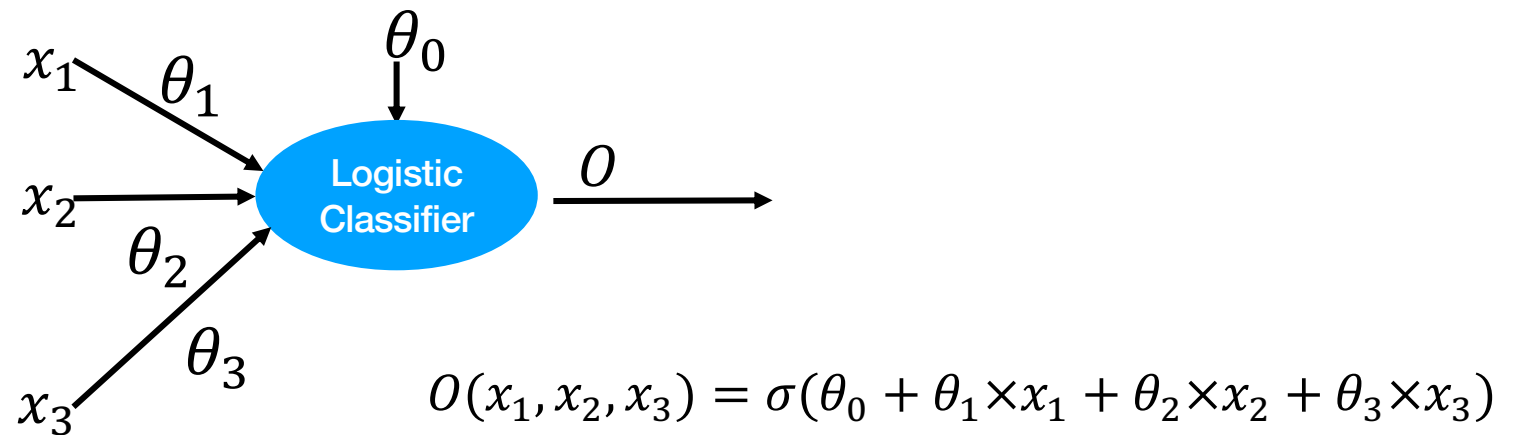 θ₀
x₁
θ₁
Logistic
Classifier
O
x₂
θ₂
θ₃
x₃
O(x₁, x₂, x₃) = σ(θ₀ + θ₁×x₁ + θ₂×x₂ + θ₃×x₃)